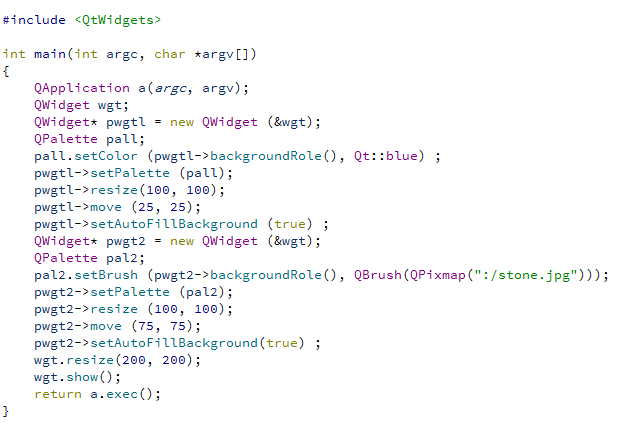 #include <QtWidgets>
int main(int argc, char *argv[])
{
QApplication a(argc, argv);
QWidget wgt;
QWidget* pwgtl = new QWidget (&wgt);
QPalette pall;
pall.setColor (pwgtl->backgroundRole(), Qt::blue) ;
pwgtl->setPalette (pall);
pwgtl->resize(100, 100);
pwgtl->move (25, 25);
pwgtl->setAutoFillBackground (true) ;
QWidget* pwgt2 = new QWidget (&wgt);
QPalette pal2;
pal2.setBrush (pwgt2->backgroundRole(), QBrush(QPixmap(":/stone.jpg")));
pwgt2->setPalette (pal2);
pwgt2->resize (100, 100);
pwgt2->move (75, 75);
pwgt2->setAutoFillBackground(true) ;
wgt.resize(200, 200);
wgt.show();
return a.exec();
}